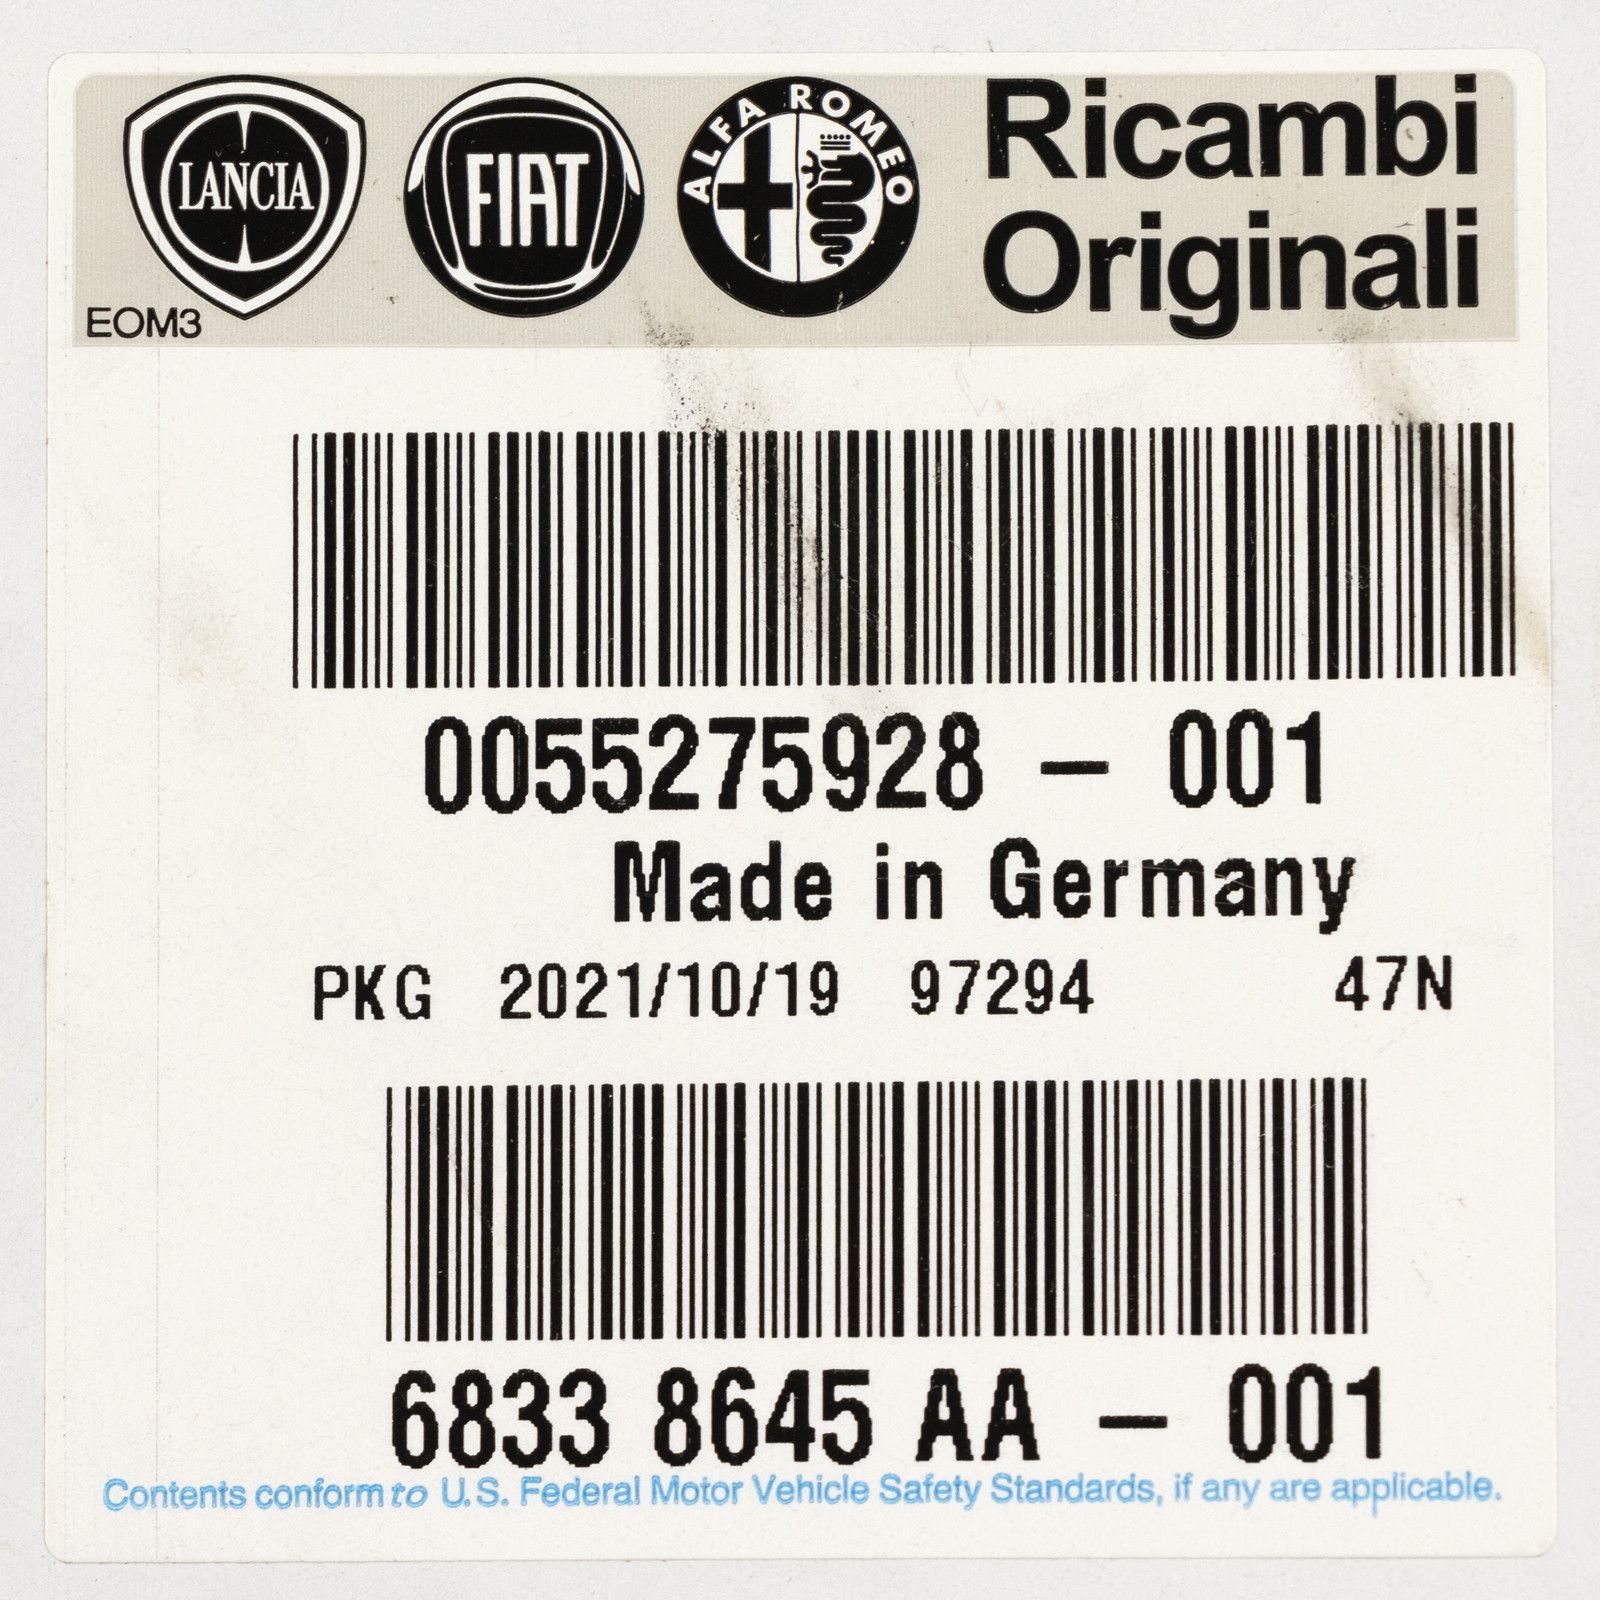 LANCIA
FIAT
ALFA ROMEO
Ricambi
Originali
EOM3
0055275928 – 001
Made in Germany
PKG 2021/10/19 97294 47N
6833 8645 AA – 001
Contents conform to U.S. Federal Motor Vehicle Safety Standards, if any are applicable.